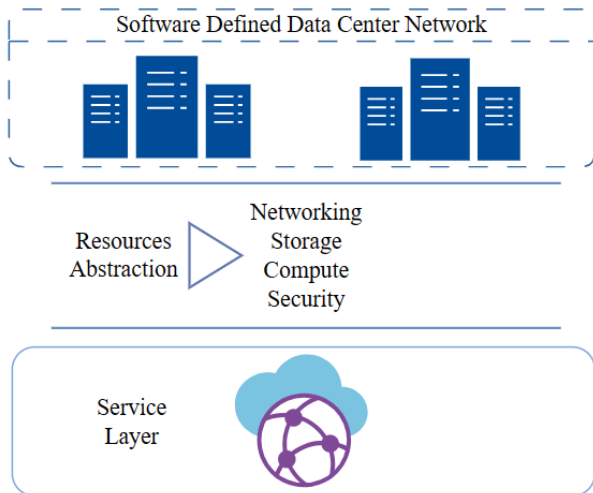 Software Defined Data Center Network
Resources
Abstraction
Networking
Storage
Compute
Security
Service
Layer